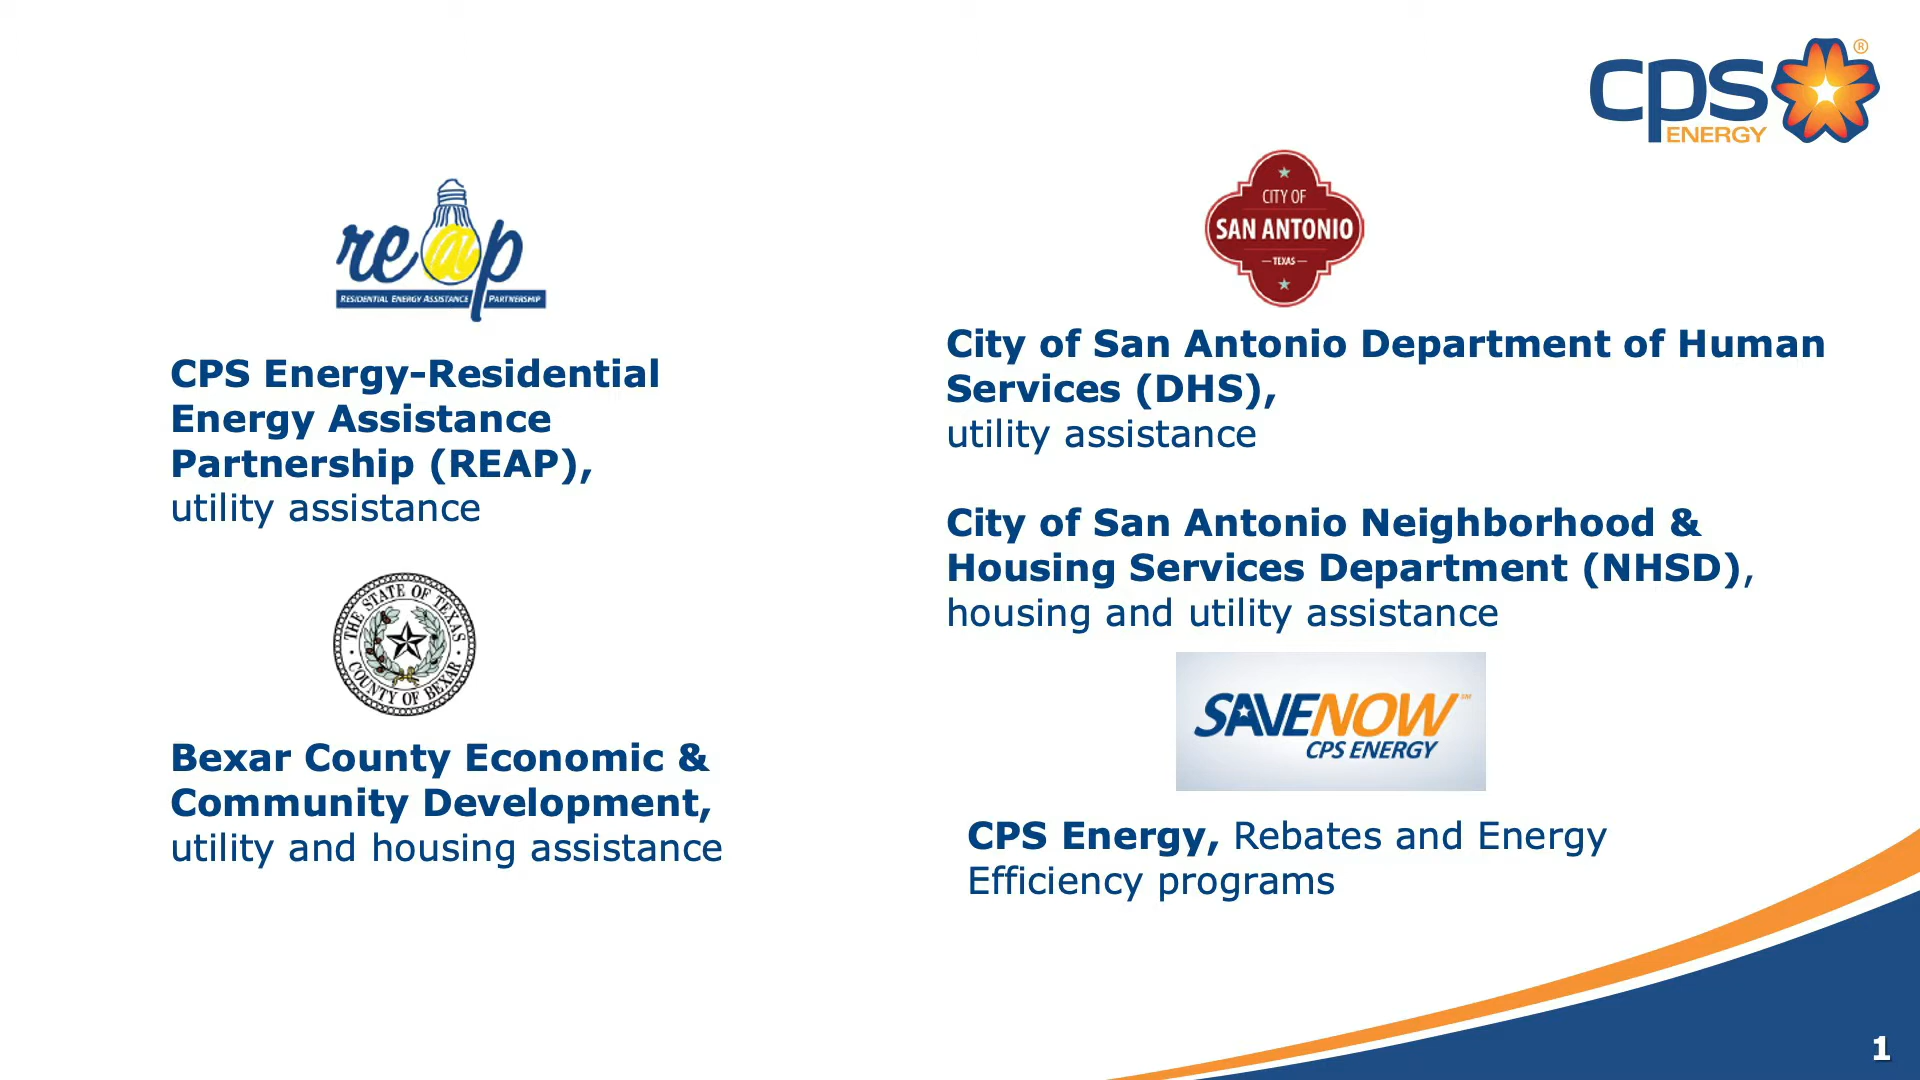 cps
ENERGY
®
reap
RESIDENTIAL ENERGY ASSISTANCE PARTNERSHIP
CPS Energy-Residential
Energy Assistance
Partnership (REAP),
utility assistance
THE STATE OF TEXAS
COUNTY OF BEXAR
Bexar County Economic &
Community Development,
utility and housing assistance
CITY OF
SAN ANTONIO
TEXAS
City of San Antonio Department of Human
Services (DHS),
utility assistance
City of San Antonio Neighborhood &
Housing Services Department (NHSD),
housing and utility assistance
SAVENOW℠
CPS ENERGY
CPS Energy, Rebates and Energy
Efficiency programs
1